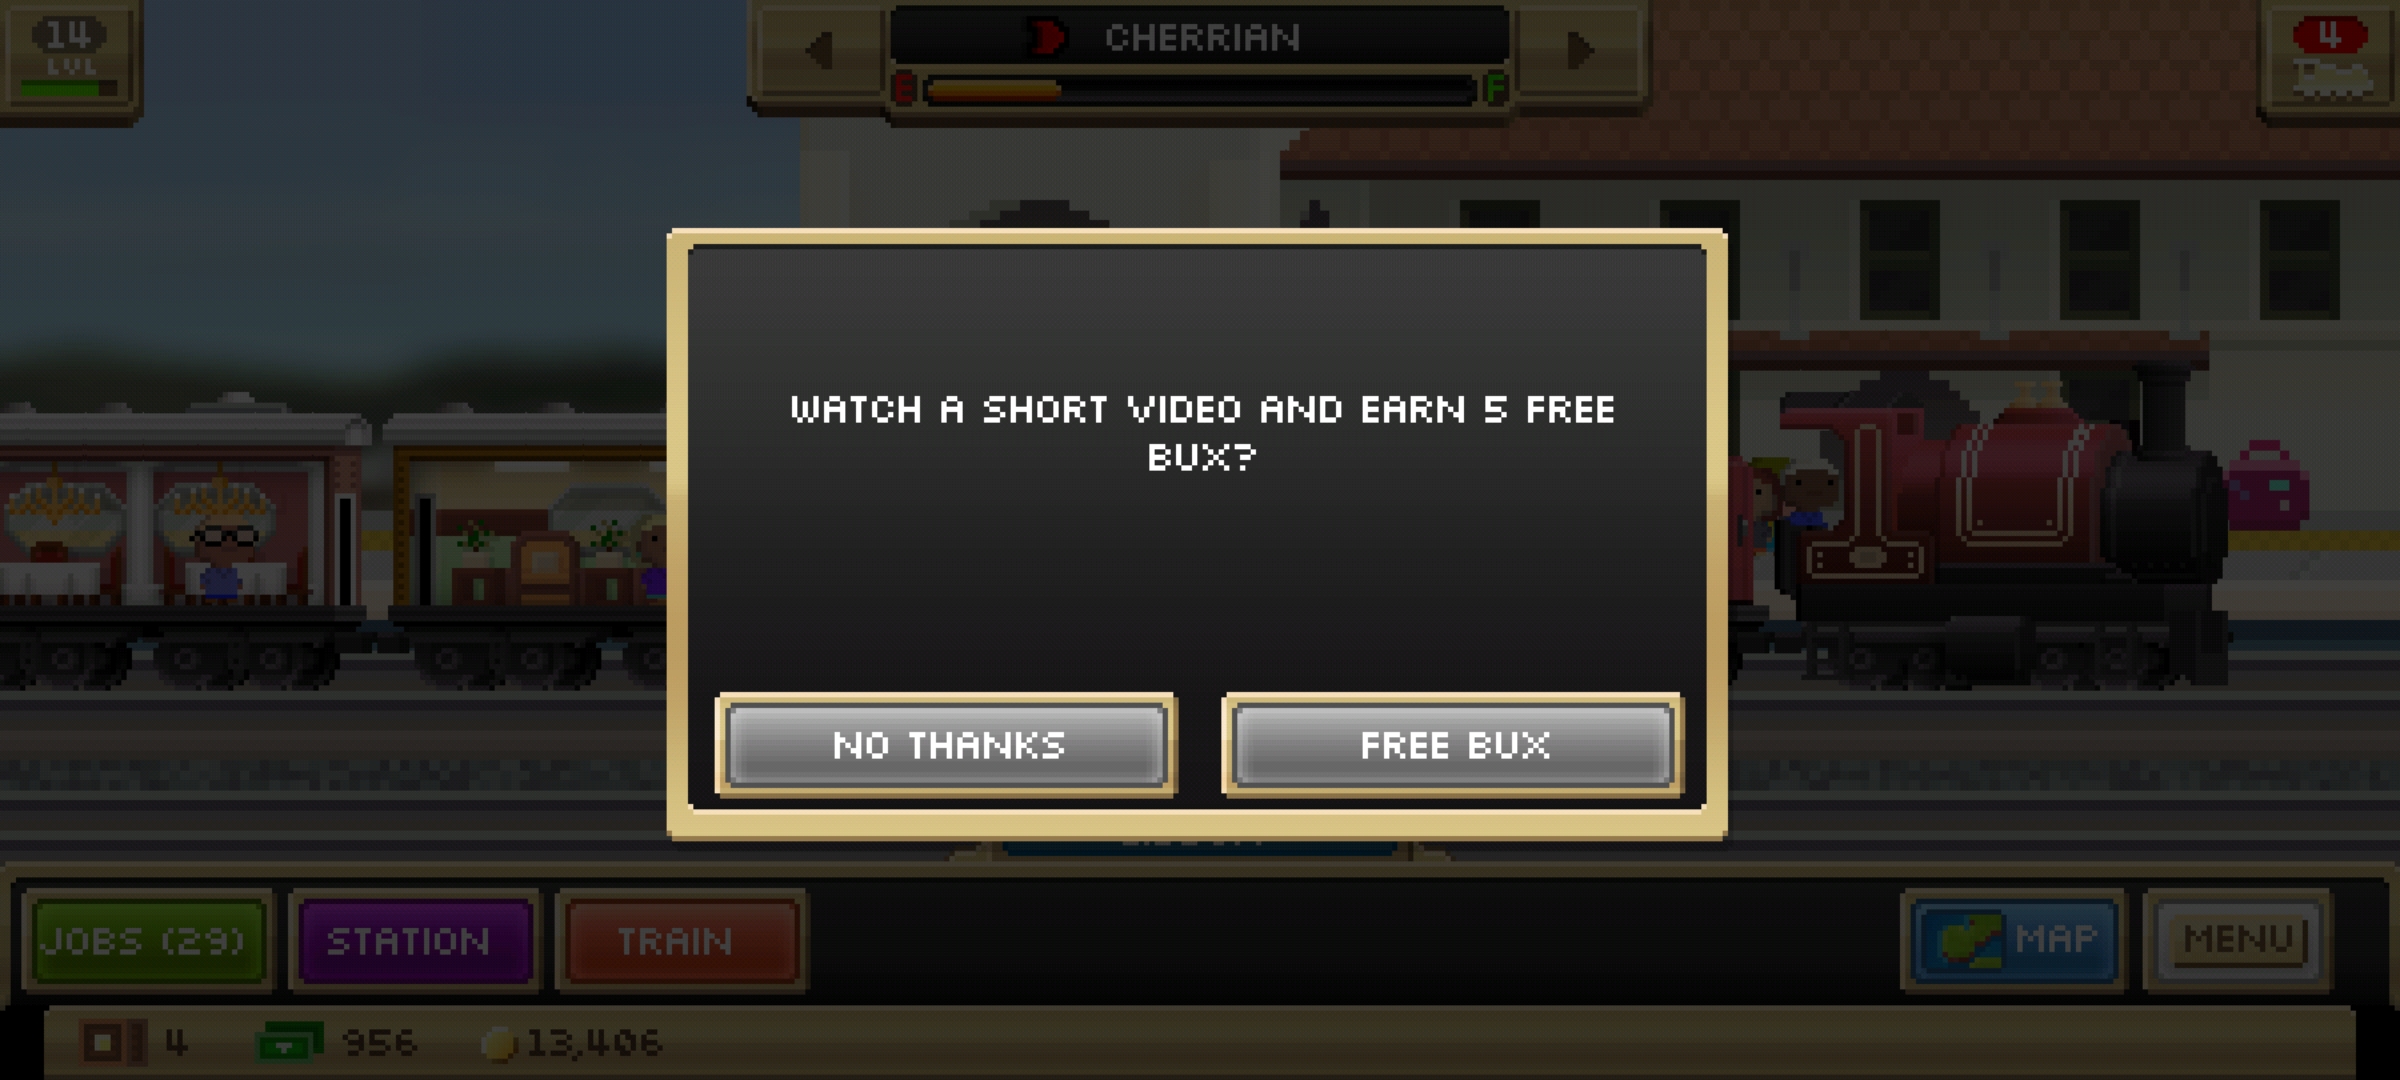 14
LVL
CHERRIAN
E
F
4
WATCH A SHORT VIDEO AND EARN 5 FREE
BUX?
NO THANKS
FREE BUX
JOBS (29)
STATION
TRAIN
MAP
MENU
4
956
13,406